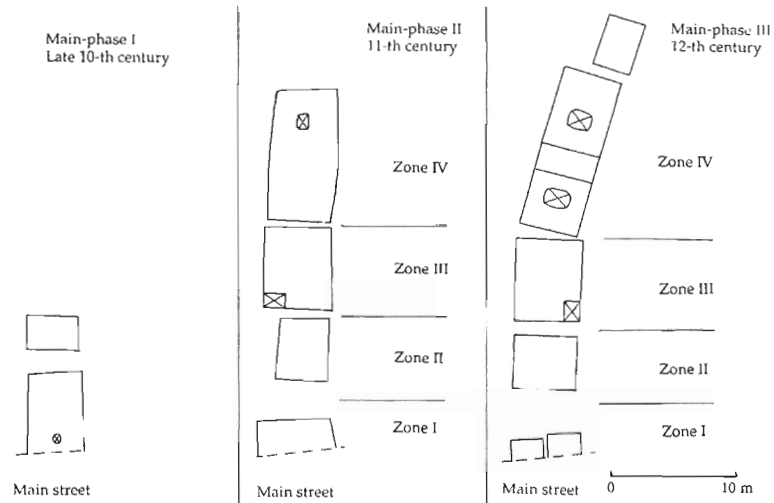 Main-phase I
Late 10-th century
Main street
Main-phase II
11-th century
Zone IV
Zone III
Zone II
Zone I
Main street
Main-phase III
12-th century
Zone IV
Zone III
Zone II
Zone I
Main street
0 10 m